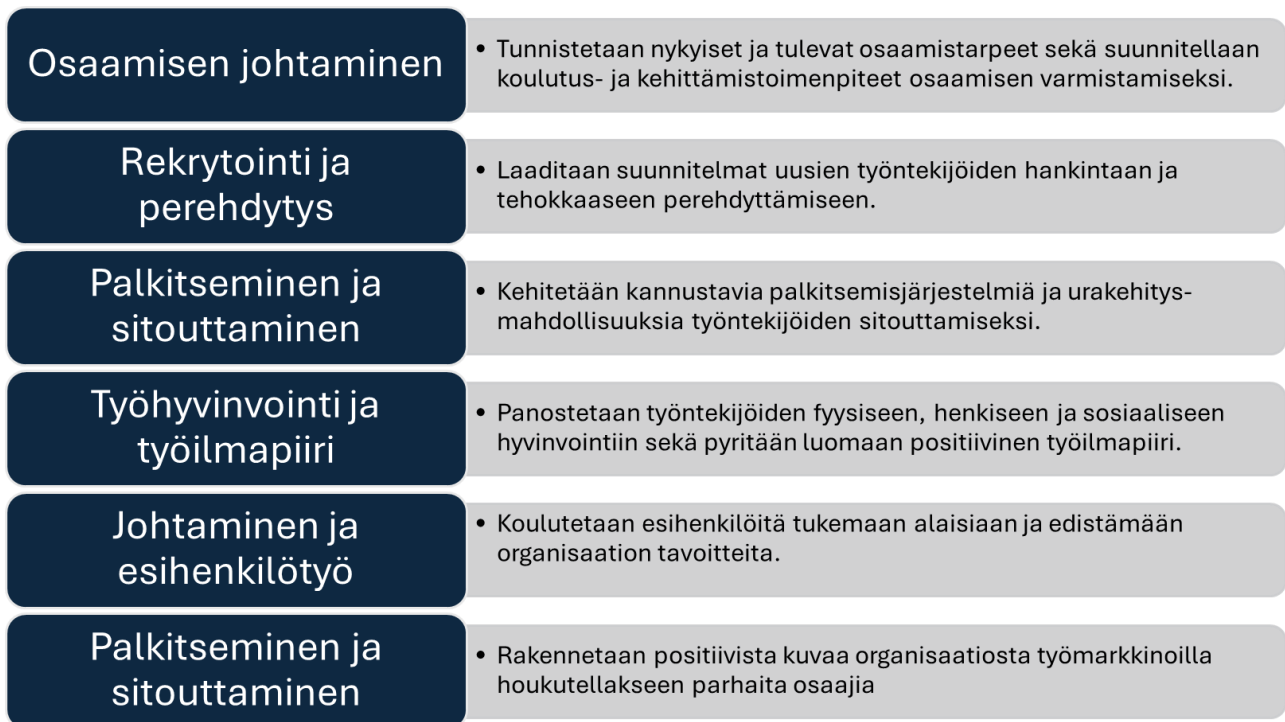 Osaamisen johtaminen
• Tunnistetaan nykyiset ja tulevat osaamistarpeet sekä suunnitellaan
koulutus- ja kehittämistoimenpiteet osaamisen varmistamiseksi.
Rekrytointi ja
perehdytys
• Laaditaan suunnitelmat uusien työntekijöiden hankintaan ja
tehokkaaseen perehdyttämiseen.
Palkitseminen ja
sitouttaminen
• Kehitetään kannustavia palkitsemisjärjestelmiä ja urakehitys-
mahdollisuuksia työntekijöiden sitouttamiseksi.
Työhyvinvointi ja
työilmapiiri
• Panostetaan työntekijöiden fyysiseen, henkiseen ja sosiaaliseen
hyvinvointiin sekä pyritään luomaan positiivinen työilmapiiri.
Johtaminen ja
esihenkilötyö
• Koulutetaan esihenkilöitä tukemaan alaisiaan ja edistämään
organisaation tavoitteita.
Palkitseminen ja
sitouttaminen
• Rakennetaan positiivista kuvaa organisaatiosta työmarkkinoilla
houkutellakseen parhaita osaajia